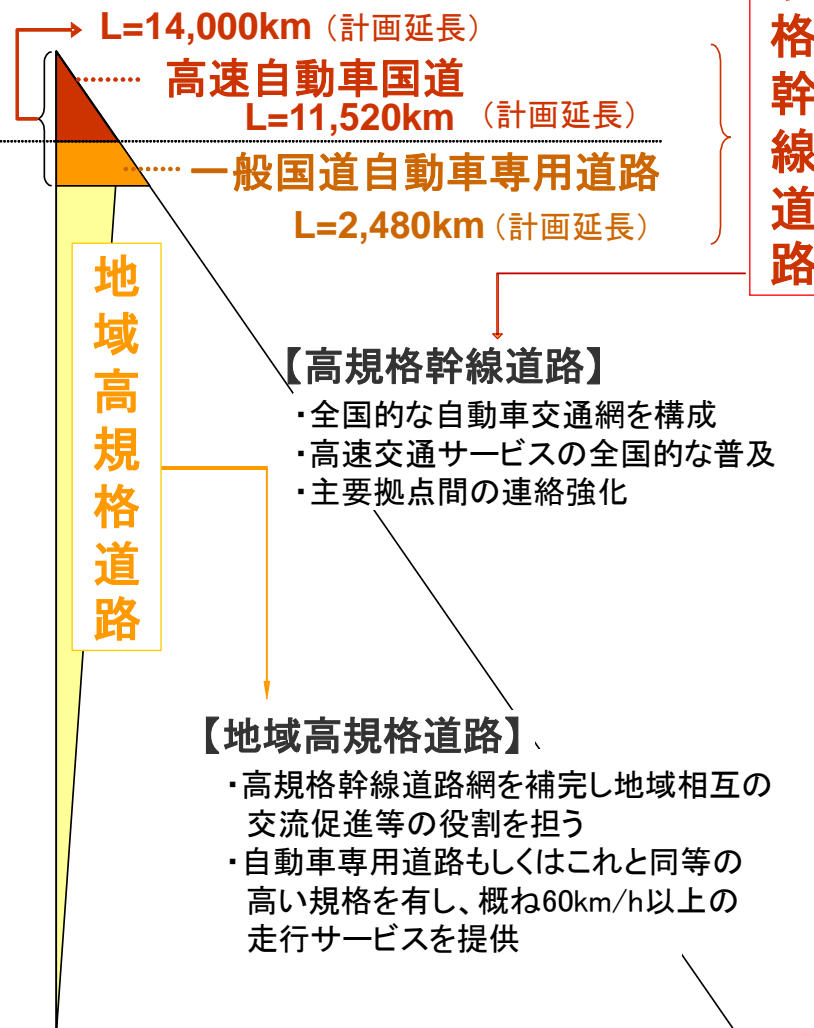 L=14,000km（計画延長）
高速自動車国道
L=11,520km （計画延長）
一般国道自動車専用道路
L=2,480km（計画延長）
格幹線道路
地域高規格道路
【高規格幹線道路】
・全国的な自動車交通網を構成
・高速交通サービスの全国的な普及
・主要拠点間の連絡強化
【地域高規格道路】
・高規格幹線道路網を補完し地域相互の
交流促進等の役割を担う
・自動車専用道路もしくはこれと同等の
高い規格を有し、概ね60km/h以上の
走行サービスを提供